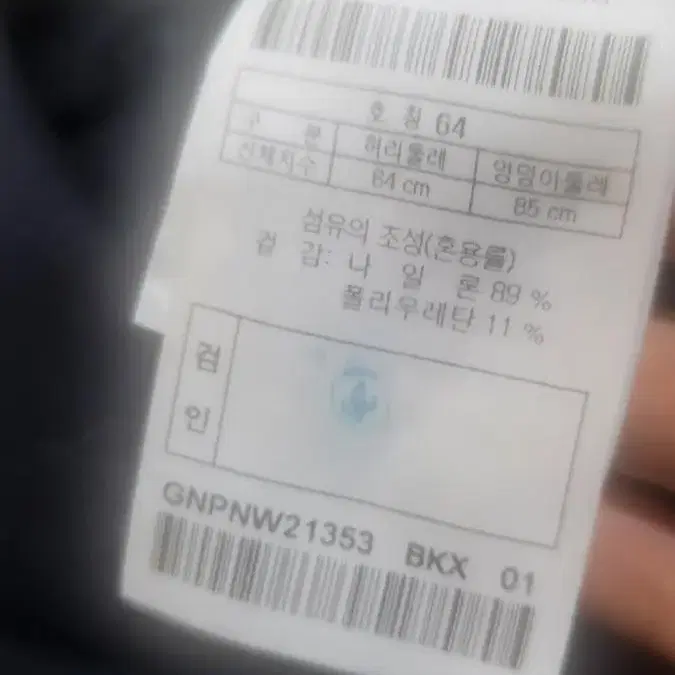 호 칭 64
구 분 허리둘레 엉덩이둘레
신체치수 64 cm 85 cm
섬유의 조성(혼용률)
겉 감: 나 일 론 89 %
폴리우레탄 11 %
검
인
GNPNW21353 BKX 01